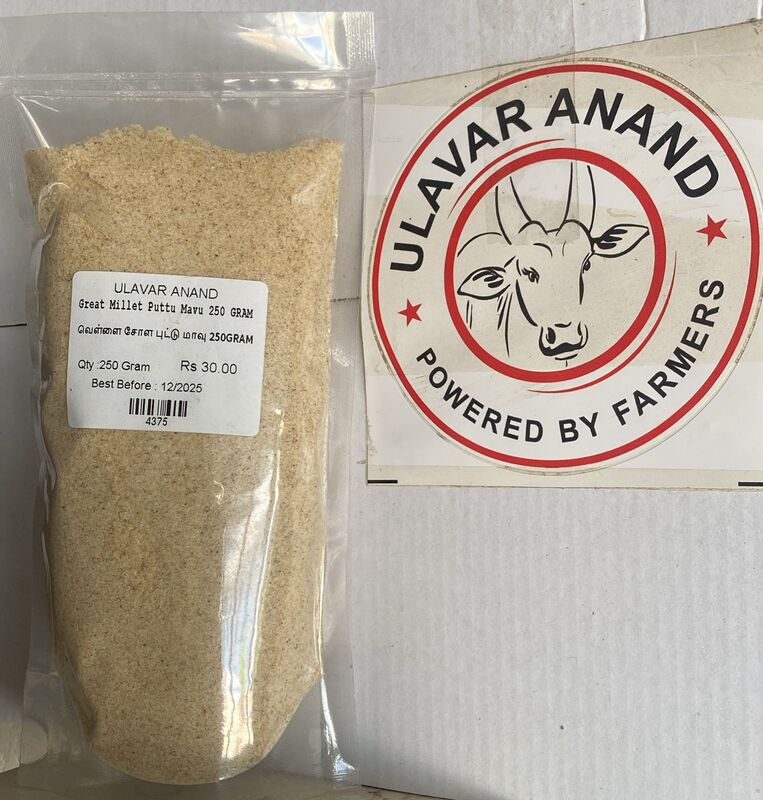 ULAVAR ANAND
Great Millet Puttu Mavu 250 GRAM
வெள்ளை சோள புட்டு மாவு 250GRAM
Qty :250 Gram Rs 30.00
Best Before : 12/2025
4375
ULAVAR ANAND
POWERED BY FARMERS